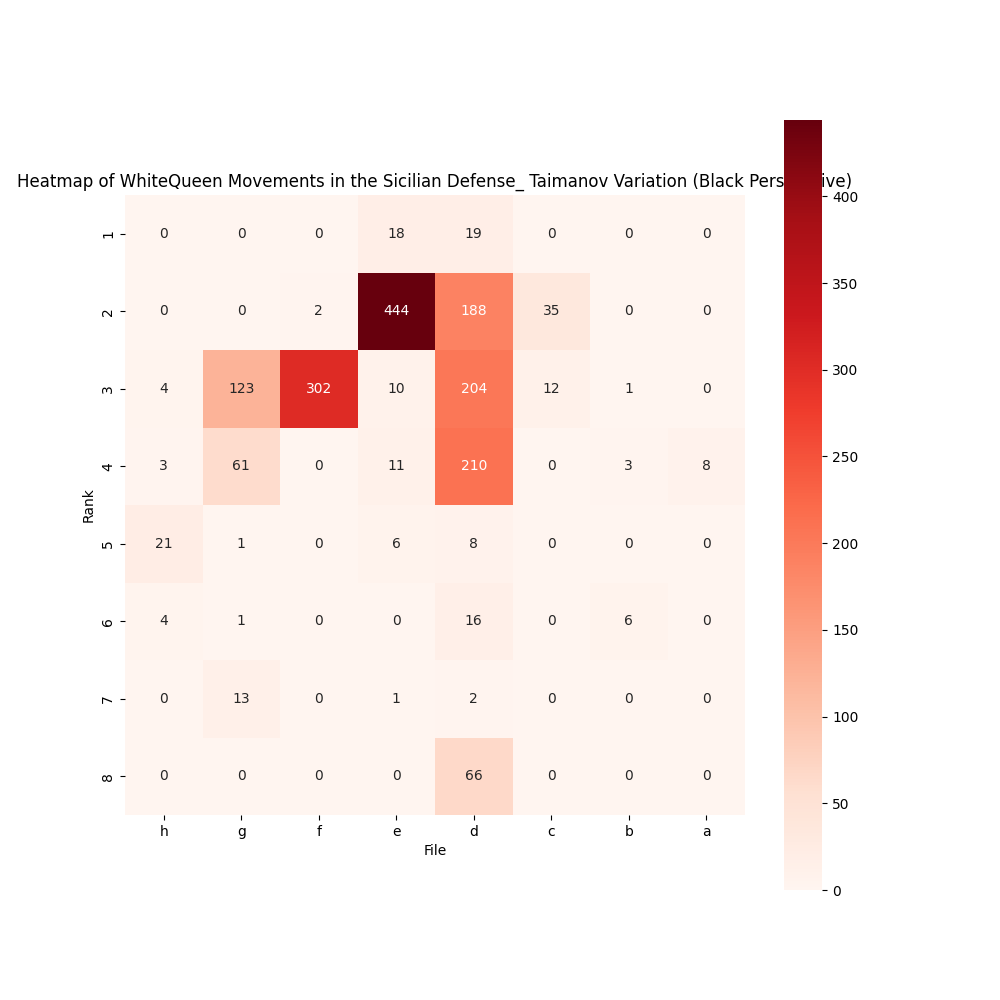 Heatmap of WhiteQueen Movements in the Sicilian Defense_ Taimanov Variation (Black Pers ive)
1 0 0 0 18 19 0 0 0
2 0 0 2 444 188 35 0 0
3 4 123 302 10 204 12 1 0
4 3 61 0 11 210 0 3 8
5 21 1 0 6 8 0 0 0
6 4 1 0 0 16 0 6 0
7 0 13 0 1 2 0 0 0
8 0 0 0 0 66 0 0 0
Rank
h g f e d c b a
File
400
350
300
250
200
150
100
50
0